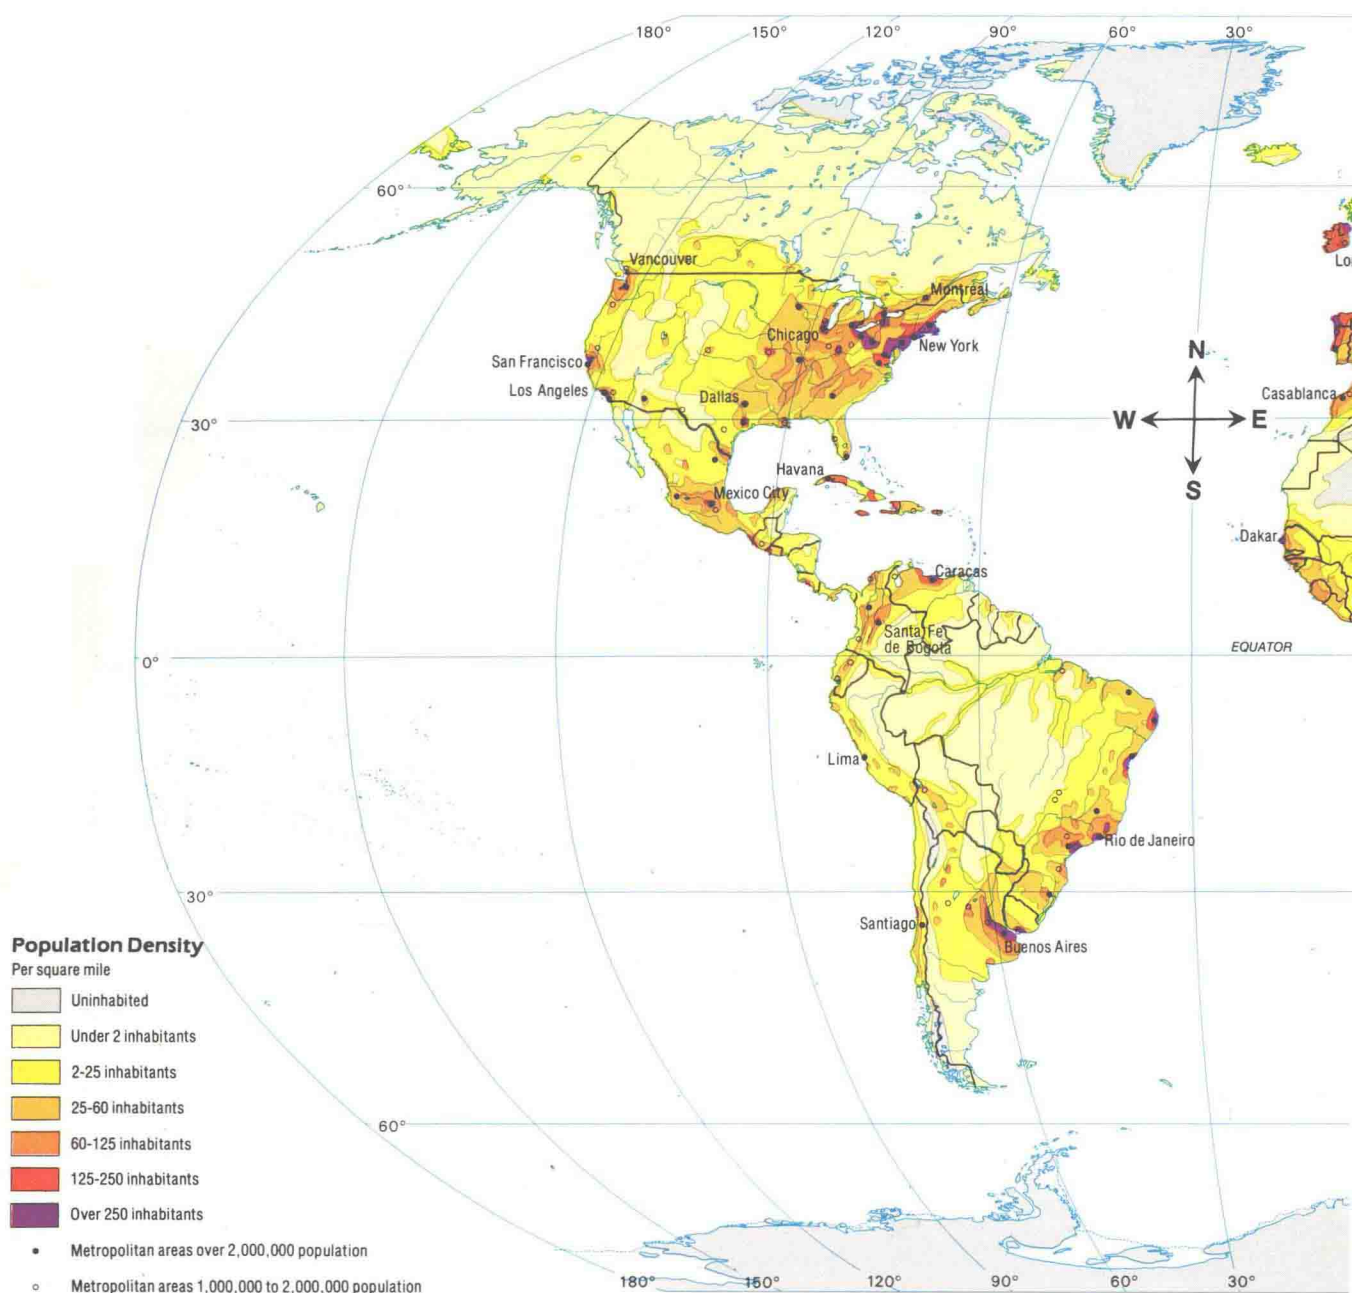 180°
150°
120°
90°
60°
30°
60°
Vancouver
Montreal
Chicago
New York
San Francisco
Los Angeles
Dallas
30°
Havana
Mexico City
Lor
Casablanca
N
W
E
S
Dakar
Caracas
Santa Fe
de Bogotá
EQUATOR
0°
Lima
Rio de Janeiro
30°
Santiago
Buenos Aires
60°
Population Density
Per square mile
Uninhabited
Under 2 inhabitants
2-25 inhabitants
25-60 inhabitants
60-125 inhabitants
125-250 inhabitants
Over 250 inhabitants
Metropolitan areas over 2,000,000 population
Metropolitan areas 1,000,000 to 2,000,000 population
180°
150°
120°
90°
60°
30°